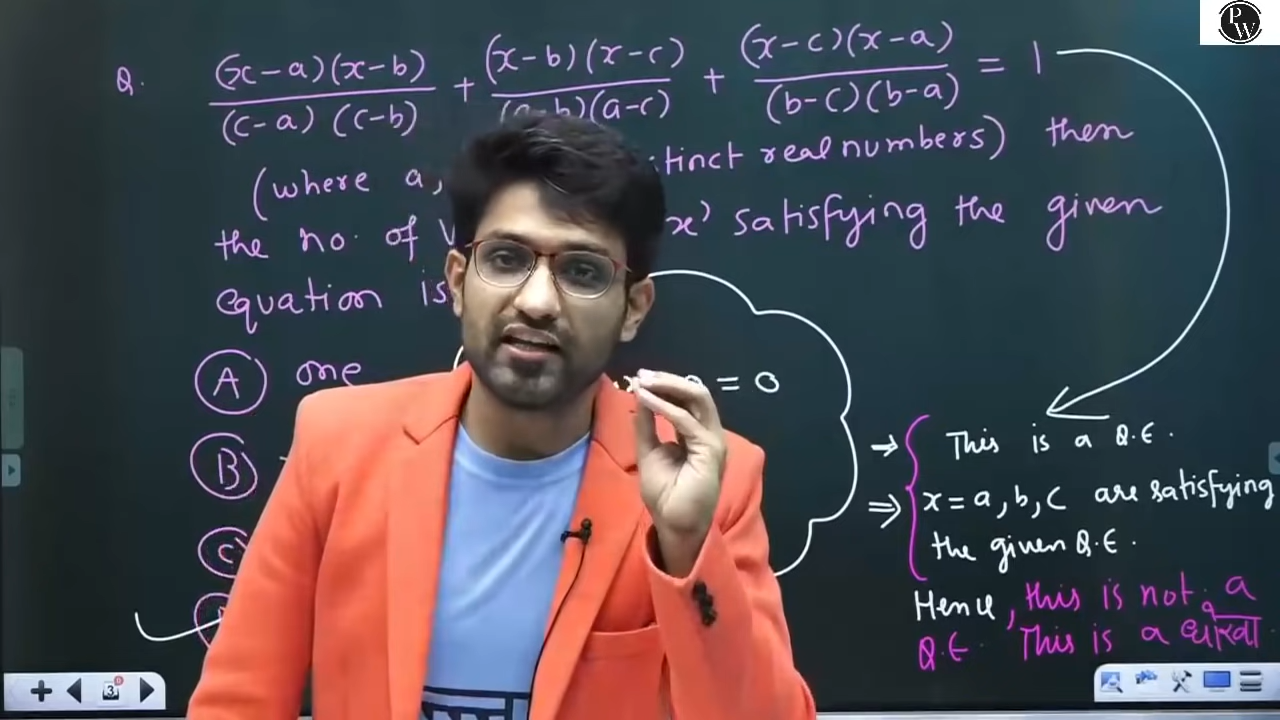 P
W
Q. (x-a)(x-b)/(c-a)(c-b) + (x-b)(x-c)/(a-b)(a-c) + (x-c)(x-a)/(b-c)(b-a) = 1
(where a, tinct real numbers) then
the no. of 'x' satisfying the given
equation is
A one
= 0
B
C
→ This is a Q.E.
⇒ x = a, b, c are satisfying
the given Q.E.
Hence, this is not a
Q.E. This is a धोखा
3